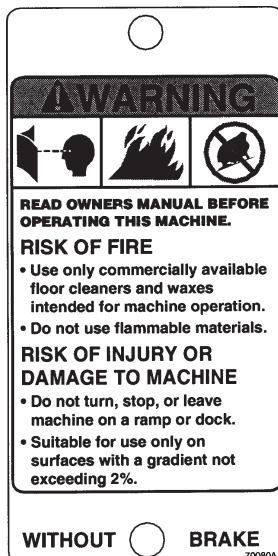 WARNING
READ OWNERS MANUAL BEFORE
OPERATING THIS MACHINE.
RISK OF FIRE
• Use only commercially available
floor cleaners and waxes
intended for machine operation.
• Do not use flammable materials.
RISK OF INJURY OR
DAMAGE TO MACHINE
• Do not turn, stop, or leave
machine on a ramp or dock.
• Suitable for use only on
surfaces with a gradient not
exceeding 2%.
WITHOUT BRAKE
70080A